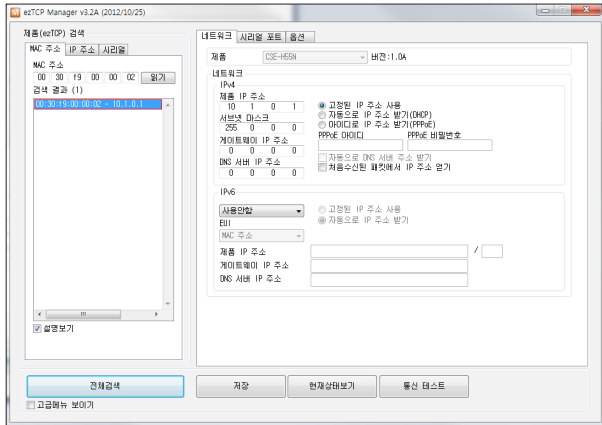 ezTCP Manager v3.2A (2012/10/25)
제품(ezTCP) 검색
MAC 주소 IP 주소 시리얼
MAC 주소
00 30 f9 00 00 02 읽기
검색 결과 (1)
00:30:f9:00:00:02 - 10.1.0.1
설명보기
전체검색
고급메뉴 보이기
네트워크 시리얼 포트 옵션
제품 CSE-H55N 버전:1.0A
네트워크
IPv4
제품 IP 주소
10 1 0 1
서브넷 마스크
255 0 0 0
게이트웨이 IP 주소
0 0 0 0
DNS 서버 IP 주소
0 0 0 0
고정된 IP 주소 사용
자동으로 IP 주소 받기(DHCP)
아이디로 IP 주소 받기(PPPoE)
PPPoE 아이디 PPPoE 비밀번호
자동으로 DNS 서버 주소 받기
처음수신된 패킷에서 IP 주소 얻기
IPv6
사용안함
EUI
MAC 주소
고정된 IP 주소 사용
자동으로 IP 주소 받기
제품 IP 주소 /
게이트웨이 IP 주소
DNS 서버 IP 주소
저장 현재상태보기 통신 테스트